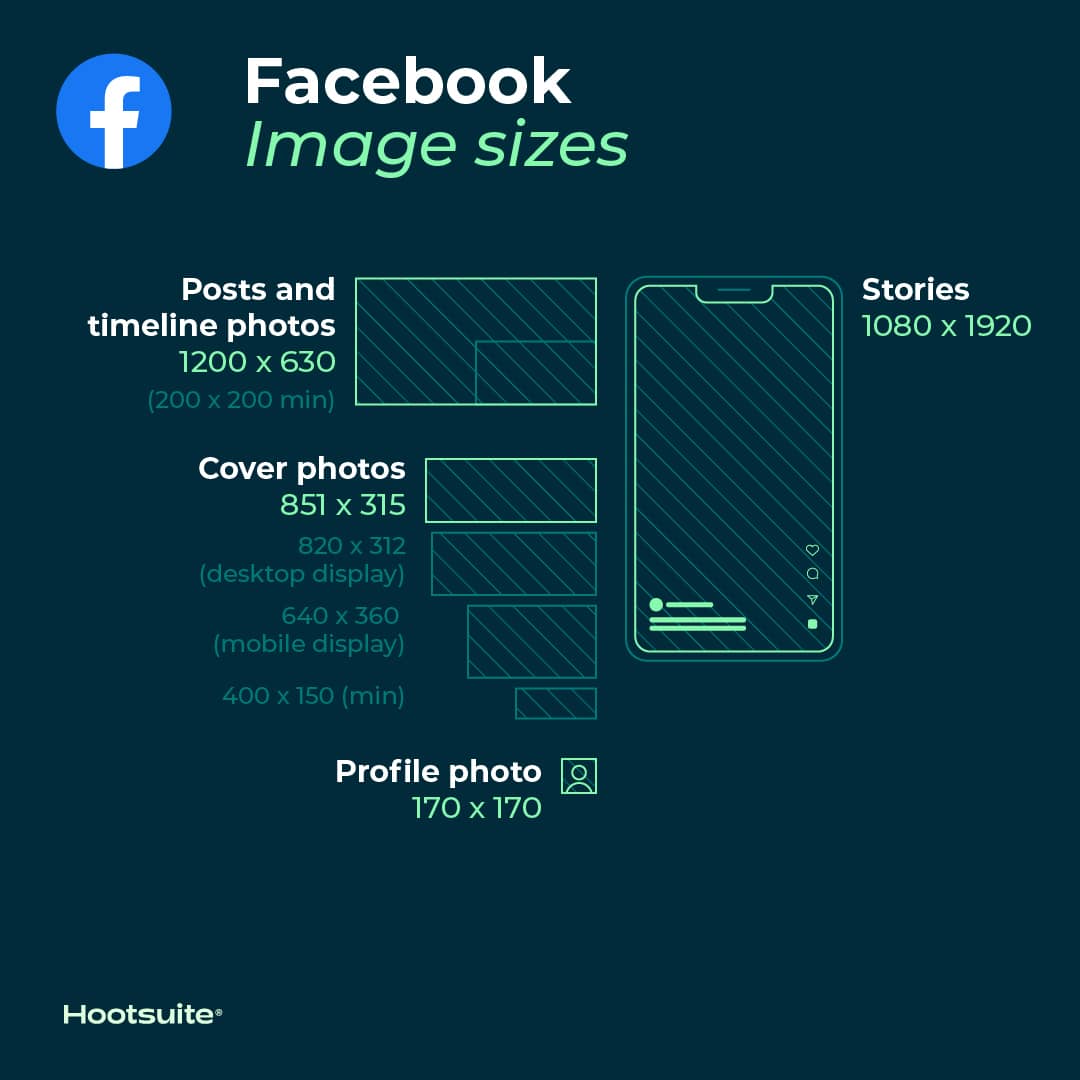 Facebook
Image sizes
Posts and
timeline photos
1200 x 630
(200 x 200 min)
Stories
1080 x 1920
Cover photos
851 x 315
820 x 312
(desktop display)
640 x 360
(mobile display)
400 x 150 (min)
Profile photo
170 x 170
Hootsuite®